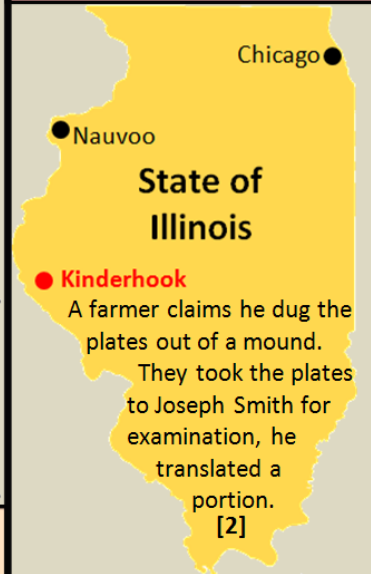 Chicago
Nauvoo
State of
Illinois
Kinderhook
A farmer claims he dug the
plates out of a mound.
They took the plates
to Joseph Smith for
examination, he
translated a
portion.
[2]